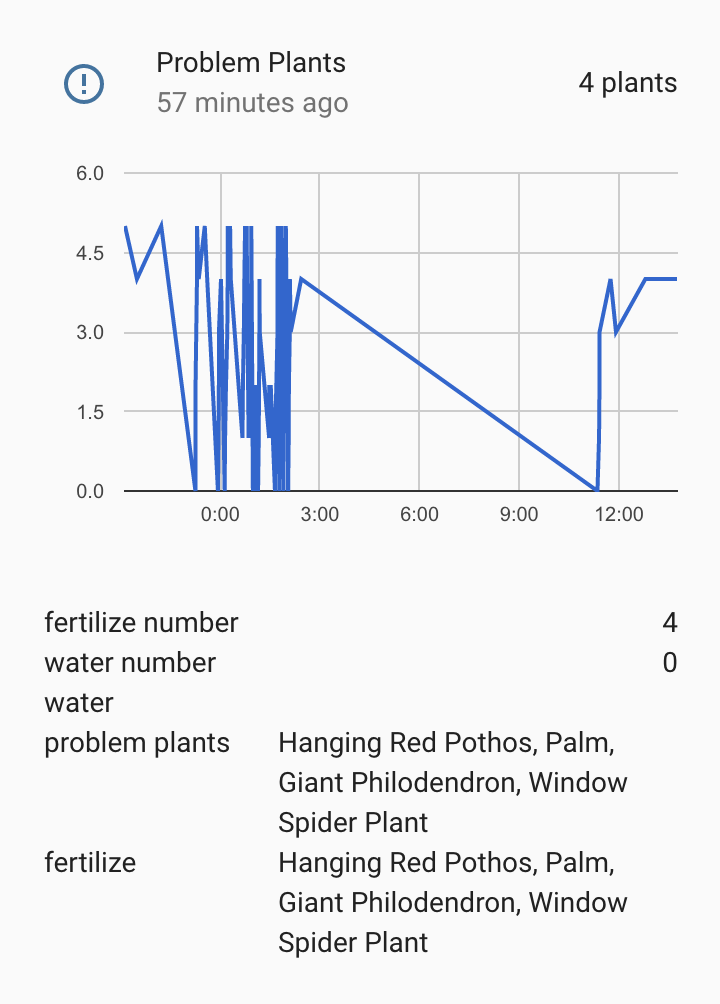 Problem Plants
57 minutes ago
4 plants
6.0
4.5
3.0
1.5
0.0
0:00 3:00 6:00 9:00 12:00
fertilize number 4
water number 0
water
problem plants Hanging Red Pothos, Palm,
Giant Philodendron, Window
Spider Plant
fertilize Hanging Red Pothos, Palm,
Giant Philodendron, Window
Spider Plant